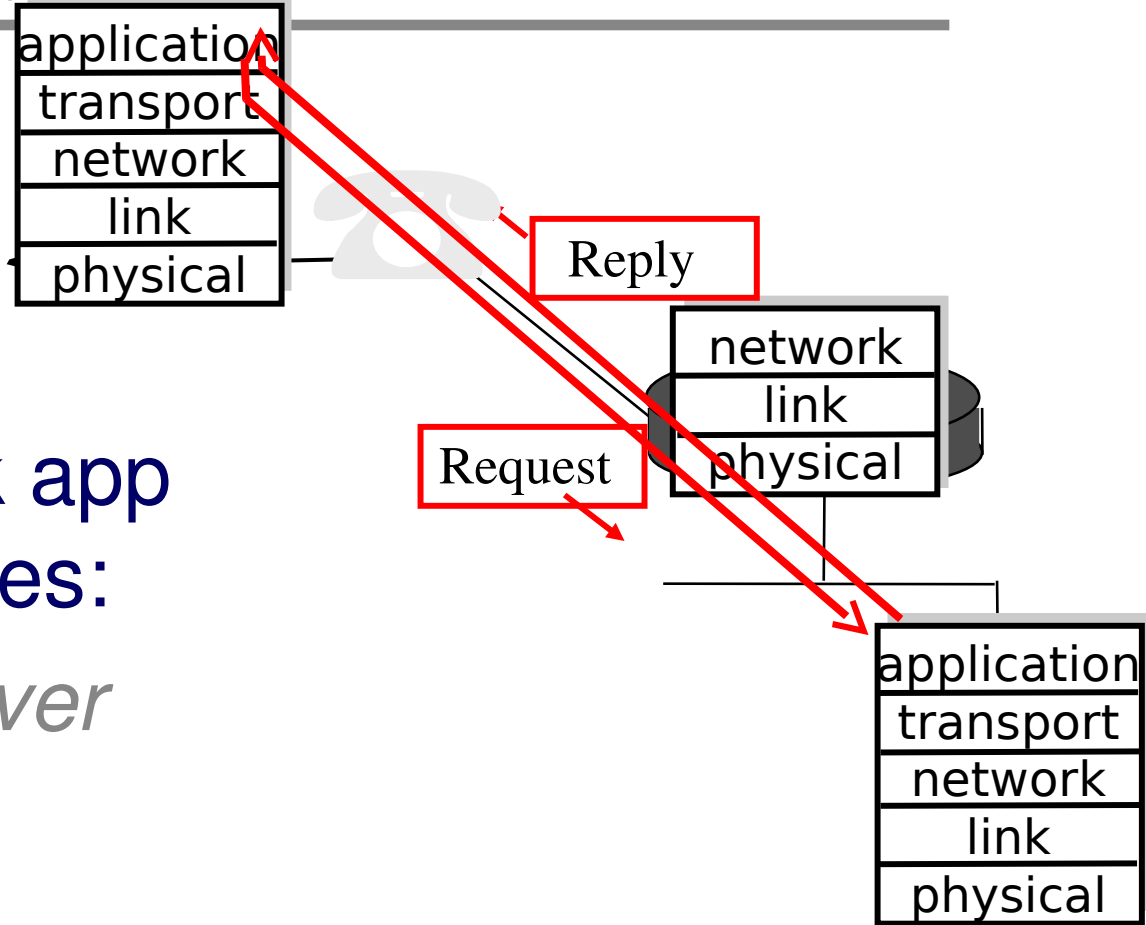 application
transport
network
link
physical
Reply
network
link
physical
Request
app
es:
ver
application
transport
network
link
physical